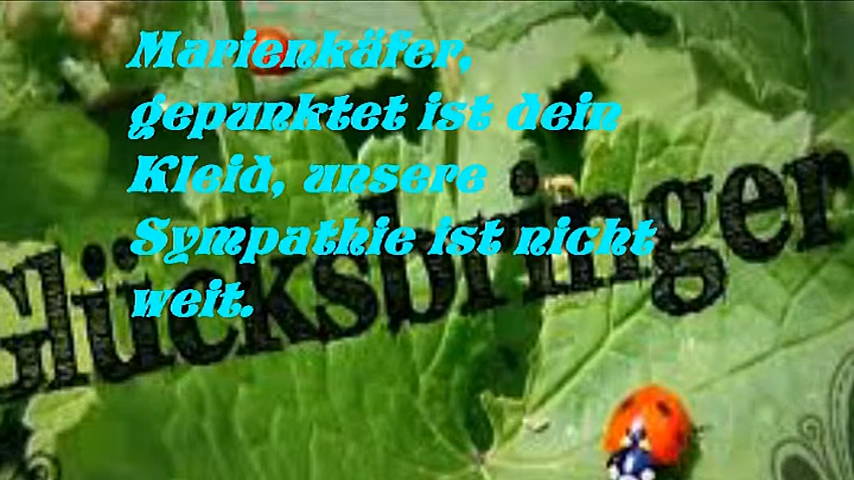 Marienkäfer,
gepunktet ist dein
Kleid, unsere
Sympathie ist nicht
weit.
Glücksbringer